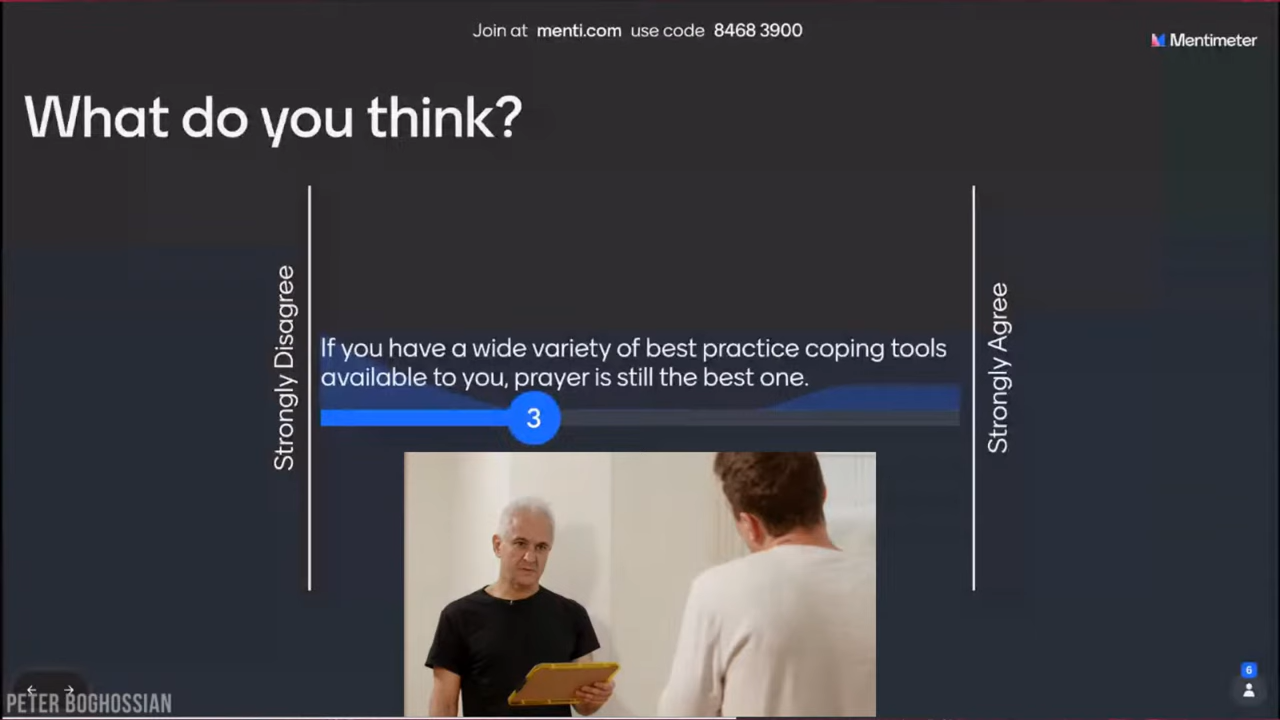 Join at menti.com use code 8468 3900
Mentimeter
What do you think?
Strongly Disagree
If you have a wide variety of best practice coping tools
available to you, prayer is still the best one.
3
Strongly Agree
6
PETER BOGHOSSIAN